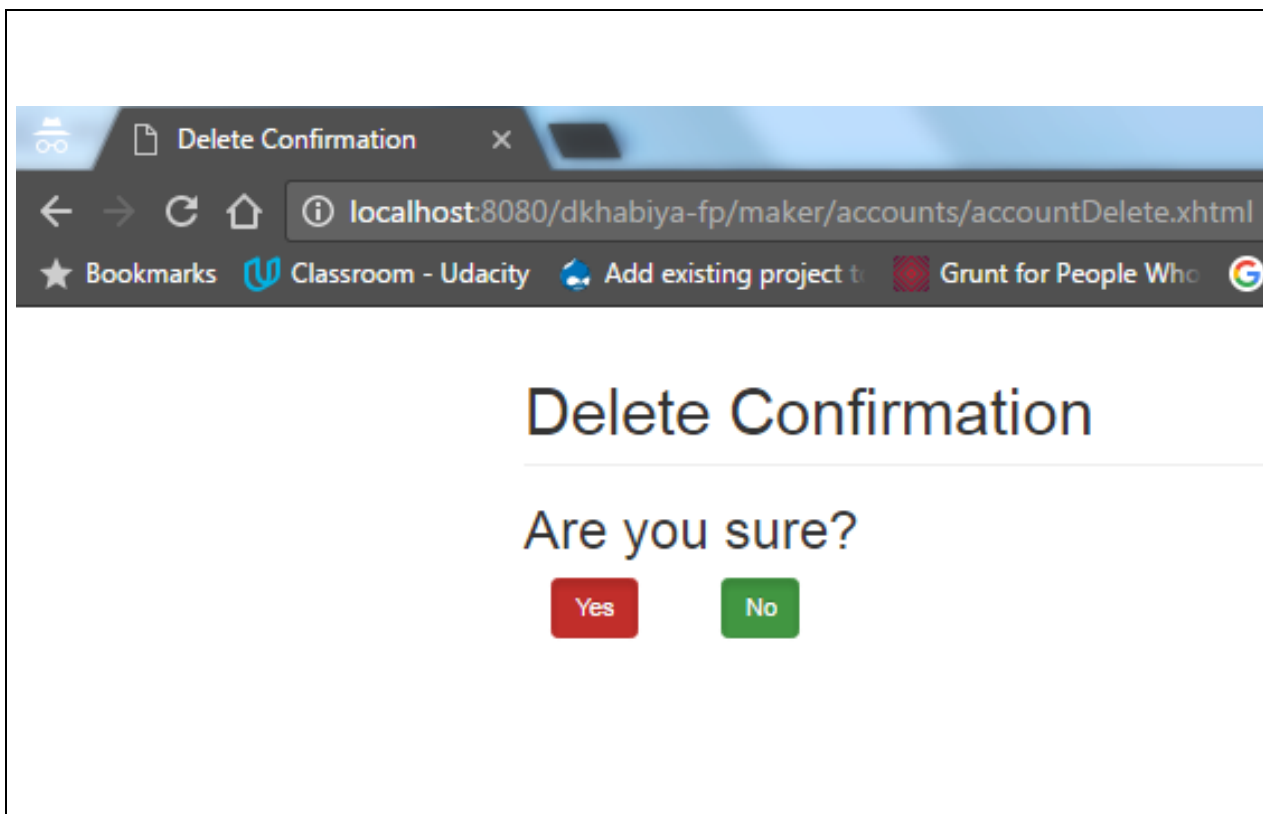 Delete Confirmation
localhost:8080/dkhabiya-fp/maker/accounts/accountDelete.xhtml
Bookmarks Classroom - Udacity Add existing project Grunt for People Who
Delete Confirmation
Are you sure?
Yes No